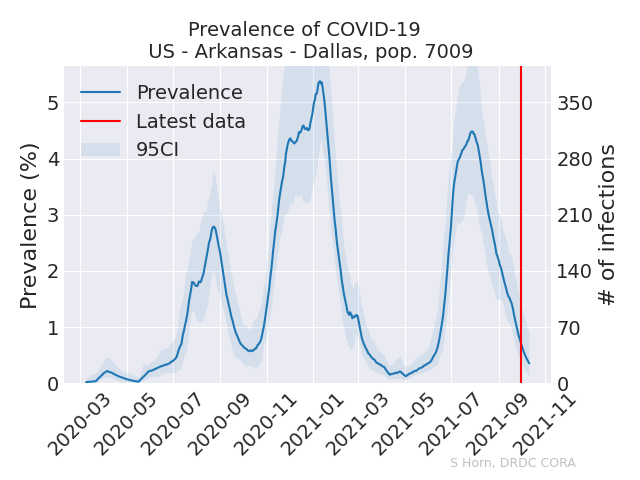 Prevalence of COVID-19
US - Arkansas - Dallas, pop. 7009
Prevalence
Latest data
95CI
Prevalence (%)
5
4
3
2
1
0
# of infections
350
280
210
140
70
0
2020-03
2020-05
2020-07
2020-09
2020-11
2021-01
2021-03
2021-05
2021-07
2021-09
2021-11
S Horn, DRDC CORA